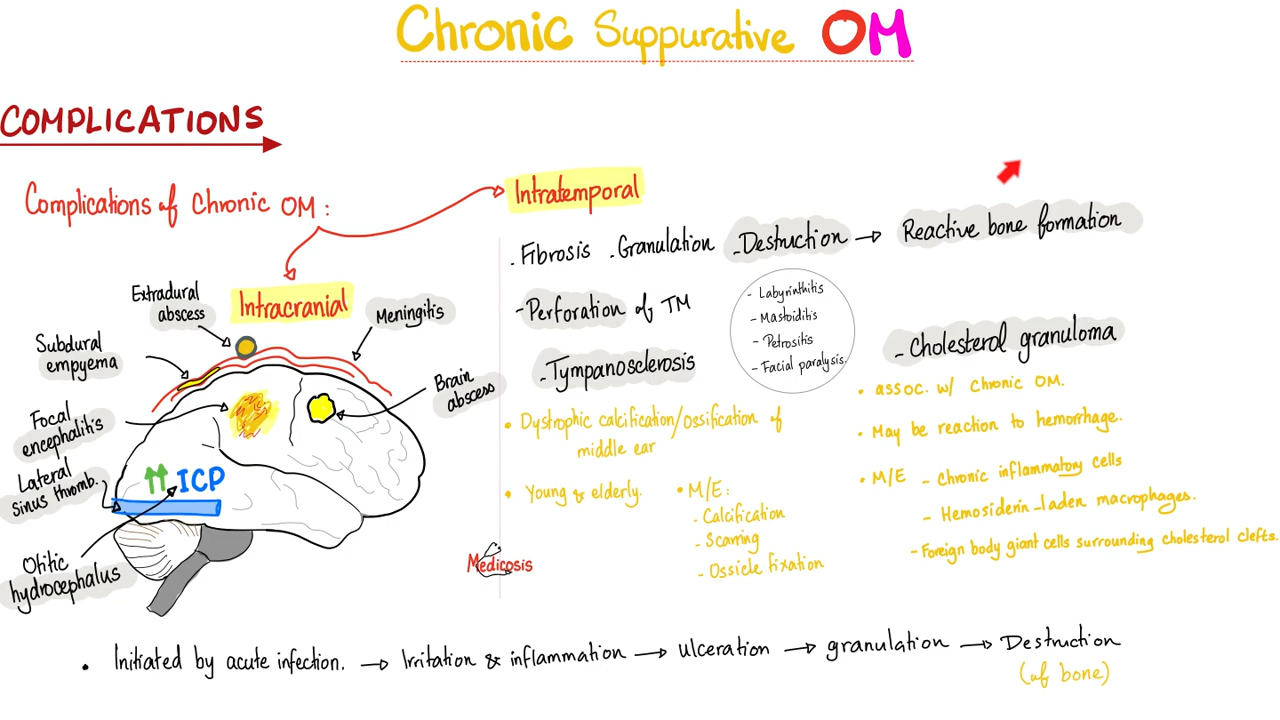 Chronic Suppurative OM
COMPLICATIONS
Complications of Chronic OM:
Intracranial
Extradural
abscess
Meningitis
Subdural
empyema
Brain
abscess
Focal
encephalitis
Lateral
sinus thromb.
↑↑ ICP
Otitic
hydrocephalus
Intratemporal
- Fibrosis - Granulation - Destruction → Reactive bone formation
- Labyrinthitis
- Mastoiditis
- Petrositis
- Facial paralysis.
- Perforation of TM
- Tympanosclerosis
• Dystrophic calcification/ossification of
middle ear
• Young & elderly.
• M/E:
- Calcification
- Scarring
- Ossicle fixation
- Cholesterol granuloma
• assoc. w/ chronic OM.
• May be reaction to hemorrhage.
• M/E - Chronic inflammatory cells
- Hemosiderin-laden macrophages.
- Foreign body giant cells surrounding cholesterol clefts.
Medicosis
• Initiated by acute infection. → Irritation & inflammation → ulceration → granulation → Destruction
(of bone)